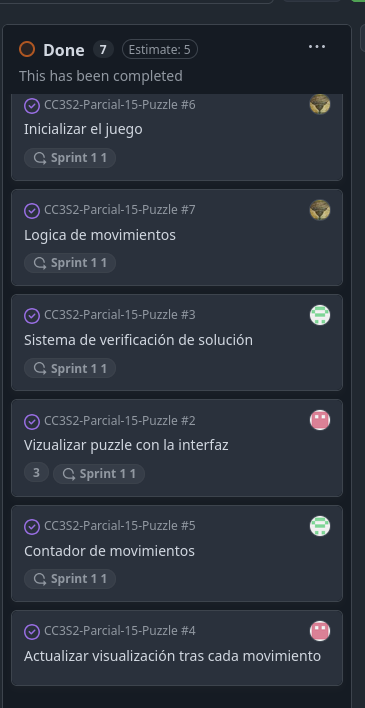 Done 7 Estimate: 5
This has been completed
CC3S2-Parcial-15-Puzzle #6
Inicializar el juego
Sprint 1 1
CC3S2-Parcial-15-Puzzle #7
Logica de movimientos
Sprint 1 1
CC3S2-Parcial-15-Puzzle #3
Sistema de verificación de solución
Sprint 1 1
CC3S2-Parcial-15-Puzzle #2
Vizualizar puzzle con la interfaz
3 Sprint 1 1
CC3S2-Parcial-15-Puzzle #5
Contador de movimientos
Sprint 1 1
CC3S2-Parcial-15-Puzzle #4
Actualizar visualización tras cada movimiento